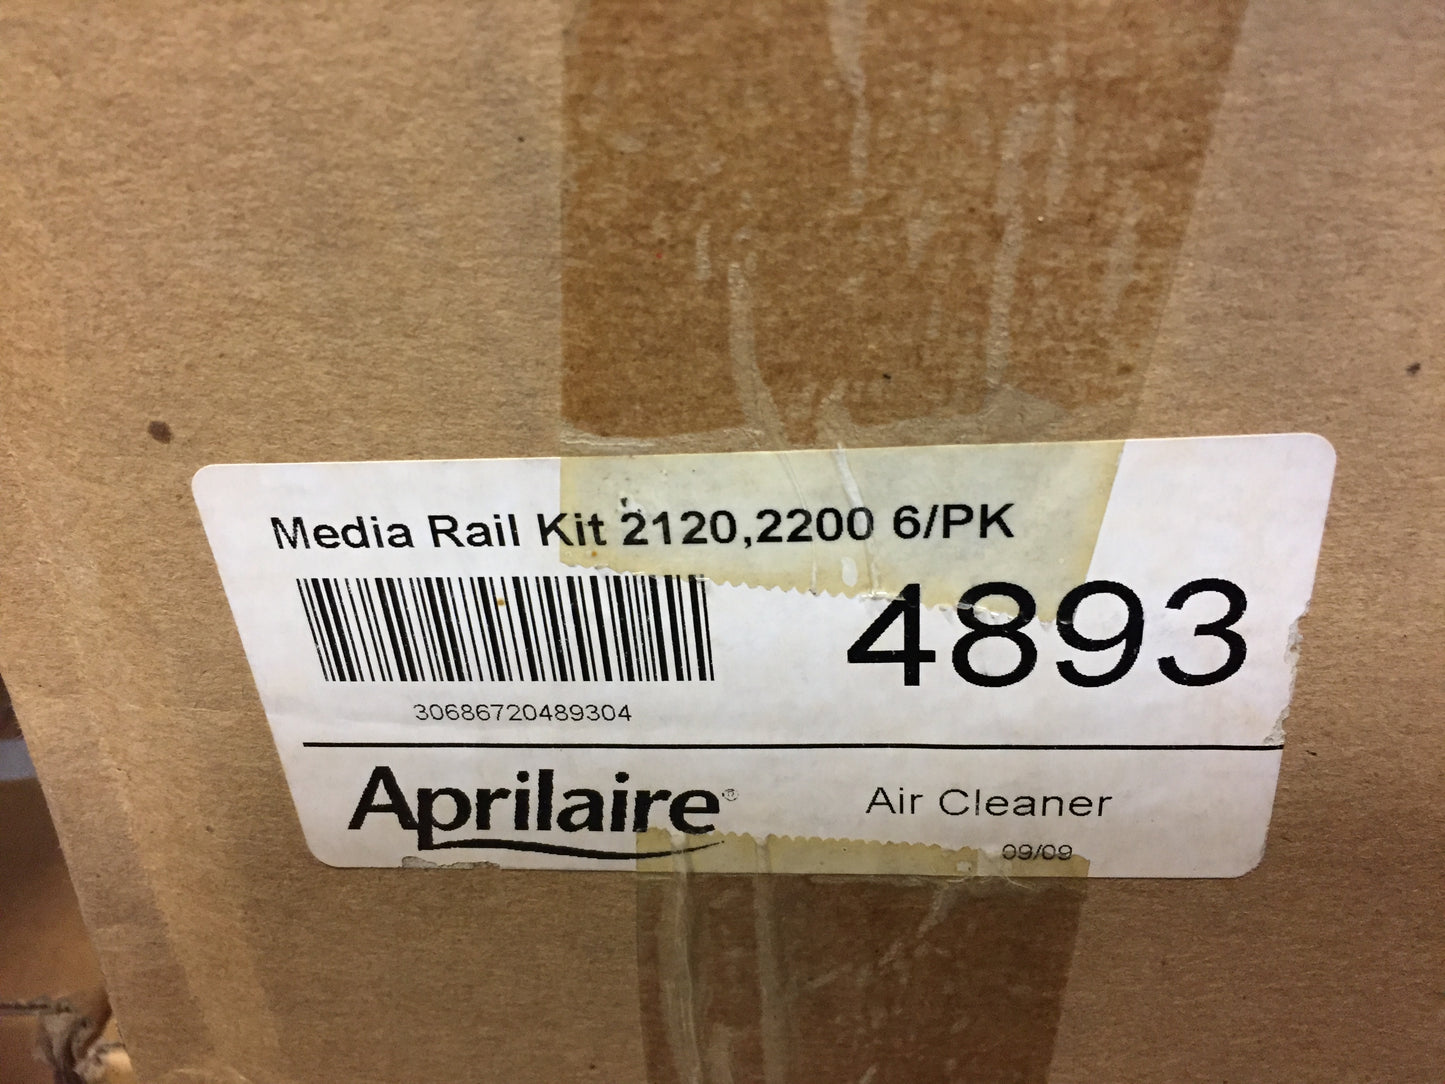 Media Rail Kit 2120,2200 6/PK
4893
30686720489304
Aprilaire®
Air Cleaner
09/09